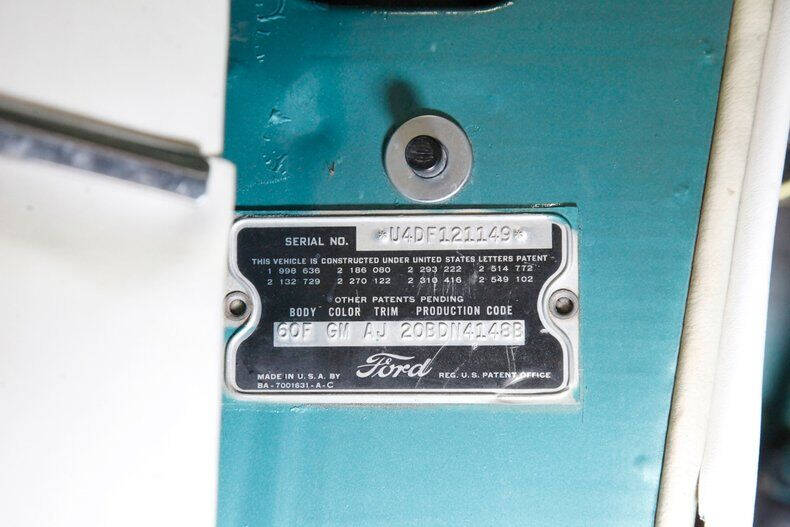 SERIAL NO. *U4DF121149*
THIS VEHICLE IS CONSTRUCTED UNDER UNITED STATES LETTERS PATENT
1 998 636 2 186 080 2 293 222 2 514 772
2 132 729 2 270 122 2 310 416 2 549 102
OTHER PATENTS PENDING
BODY COLOR TRIM PRODUCTION CODE
60F GM AJ 20BDN4148B
MADE IN U.S.A. BY Ford REG. U.S. PATENT OFFICE
BA-7001631-A-C